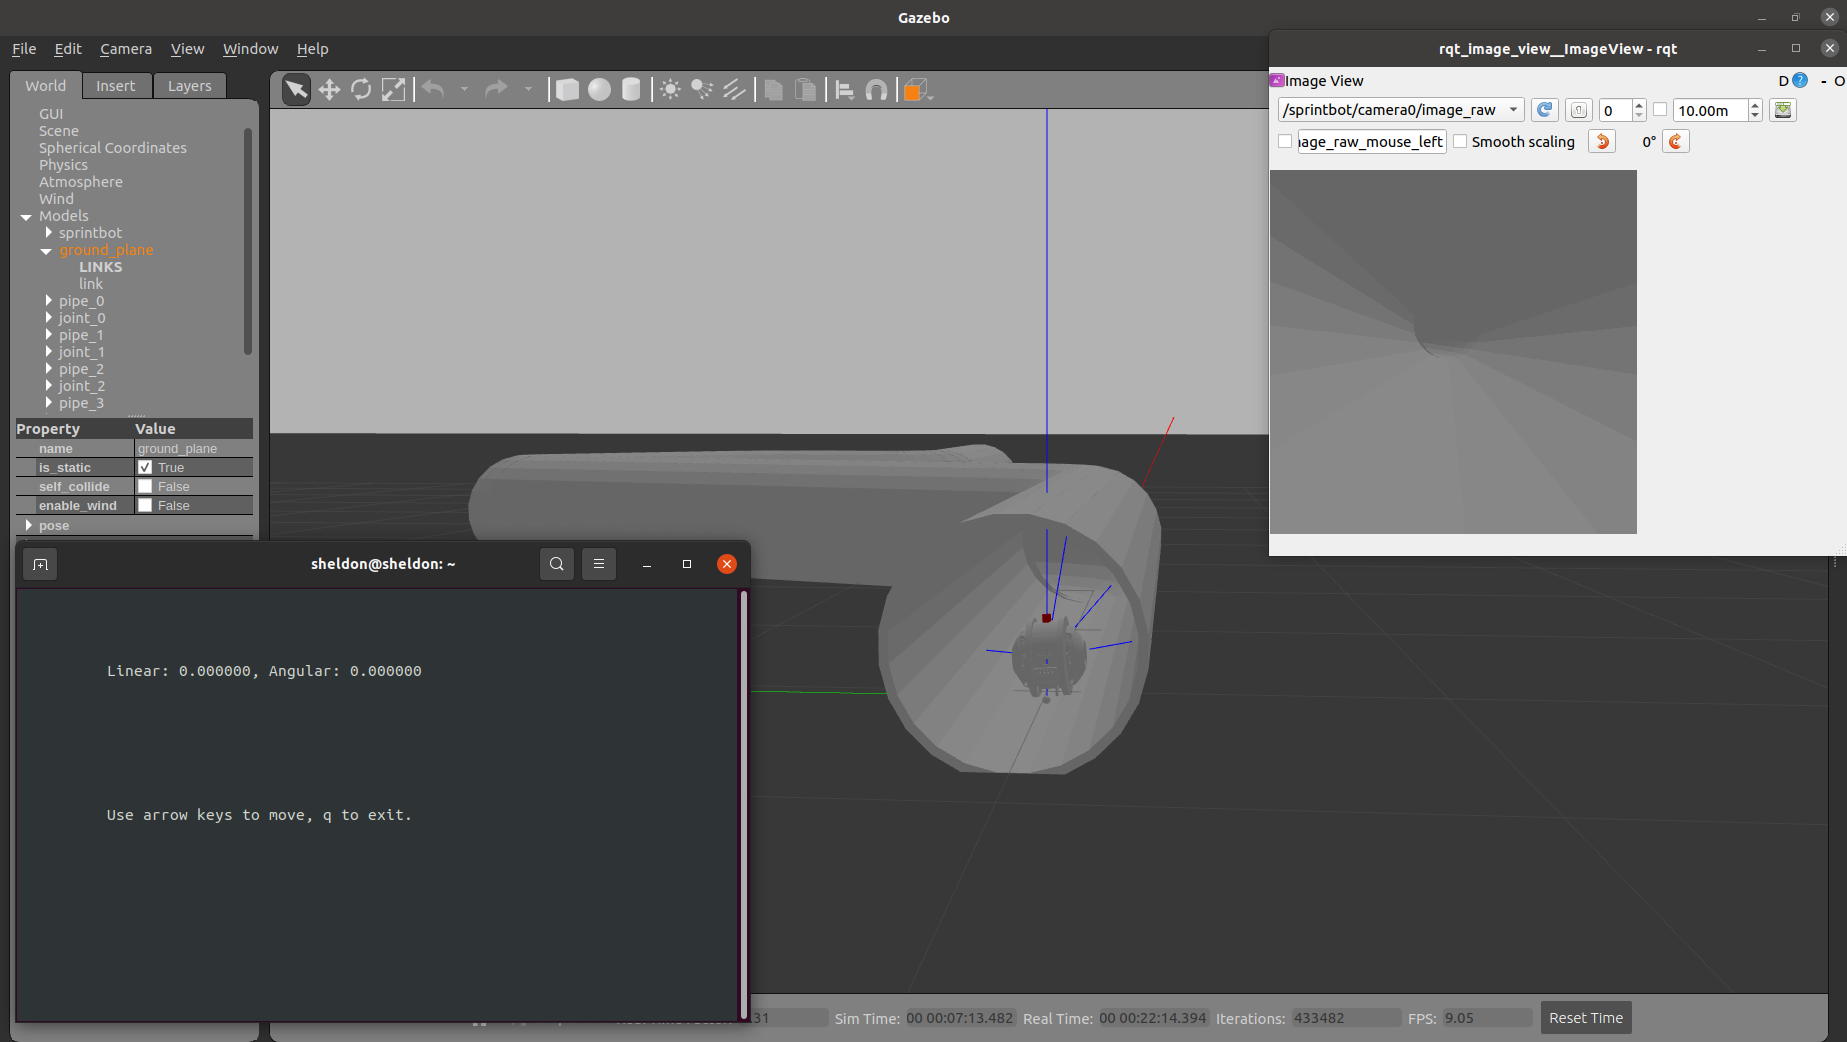 Gazebo
File Edit Camera View Window Help
World Insert Layers
GUI
Scene
Spherical Coordinates
Physics
Atmosphere
Wind
Models
sprintbot
ground_plane
LINKS
link
pipe_0
joint_0
pipe_1
joint_1
pipe_2
joint_2
pipe_3
Property Value
name ground_plane
is_static True
self_collide False
enable_wind False
pose
rqt_image_view__ImageView - rqt
Image View D ? - O
/sprintbot/camera0/image_raw 0 10.00m
age_raw_mouse_left Smooth scaling 0°
sheldon@sheldon: ~
Linear: 0.000000, Angular: 0.000000
Use arrow keys to move, q to exit.
31 Sim Time: 00 00:07:13.482 Real Time: 00 00:22:14.394 Iterations: 433482 FPS: 9.05 Reset Time